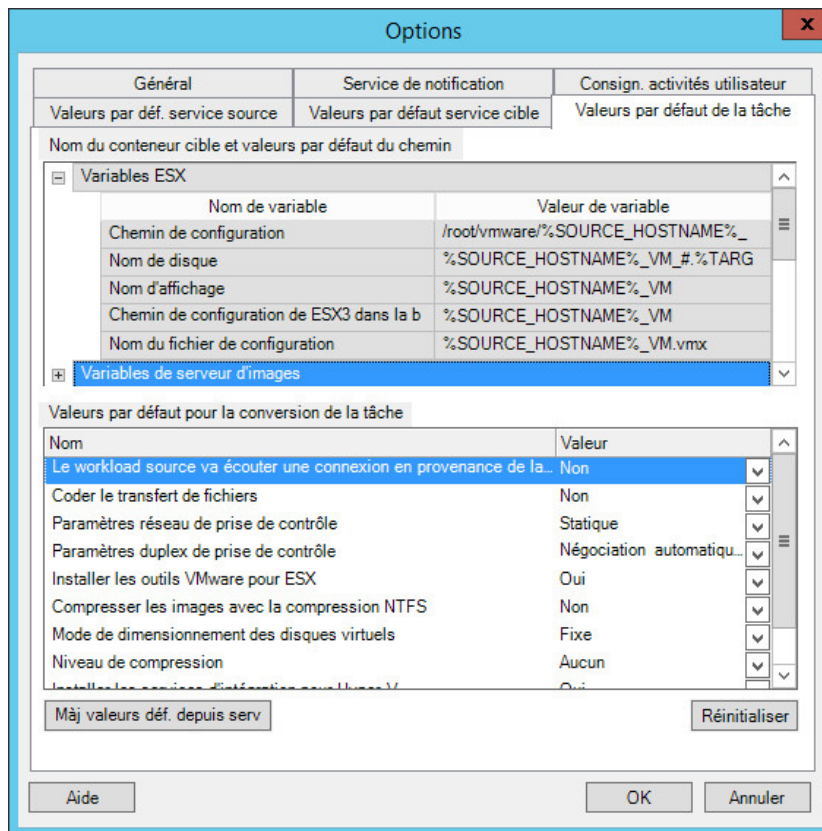 Options
x
Général Service de notification Consign. activités utilisateur
Valeurs par déf. service source Valeurs par défaut service cible Valeurs par défaut de la tâche
Nom du conteneur cible et valeurs par défaut du chemin
Variables ESX
Nom de variable Valeur de variable
Chemin de configuration /root/vmware/%SOURCE_HOSTNAME%_
Nom de disque %SOURCE_HOSTNAME%_VM_#.%TARG
Nom d'affichage %SOURCE_HOSTNAME%_VM
Chemin de configuration de ESX3 dans la b %SOURCE_HOSTNAME%_VM
Nom du fichier de configuration %SOURCE_HOSTNAME%_VM.vmx
Variables de serveur d'images
Valeurs par défaut pour la conversion de la tâche
Nom Valeur
Le workload source va écouter une connexion en provenance de la... Non
Coder le transfert de fichiers Non
Paramètres réseau de prise de contrôle Statique
Paramètres duplex de prise de contrôle Négociation automatiqu...
Installer les outils VMware pour ESX Oui
Compresser les images avec la compression NTFS Non
Mode de dimensionnement des disques virtuels Fixe
Niveau de compression Aucun
Installer les services d'intégration pour Hyper-V Oui
Màj valeurs déf. depuis serv Réinitialiser
Aide OK Annuler